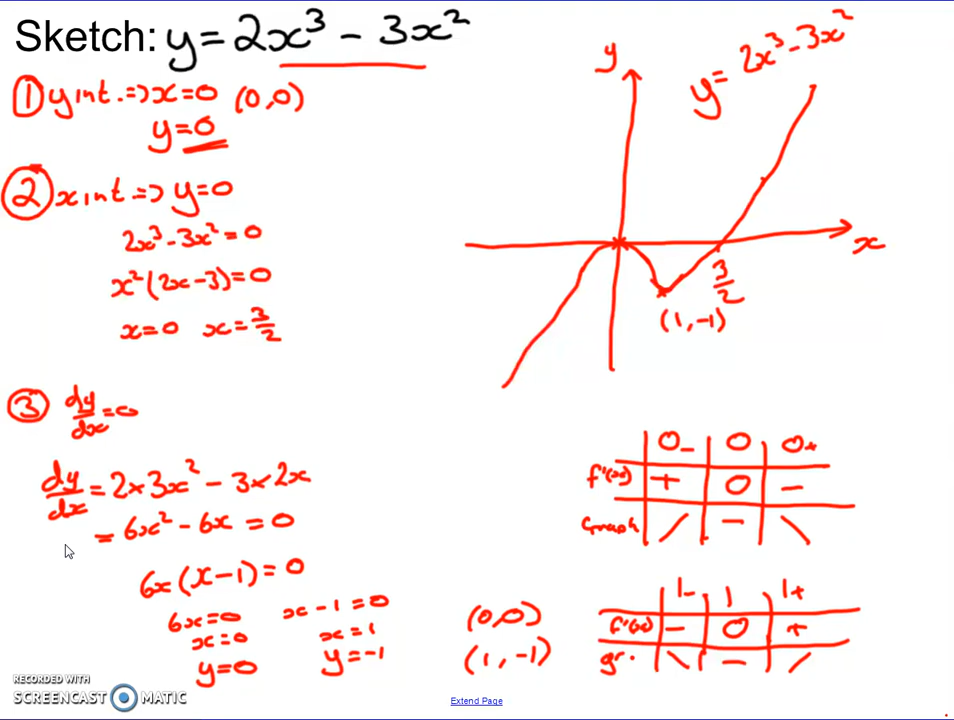 Sketch: y = 2x³ - 3x²
① y int. => x = 0 (0,0)
y = 0
② x int => y = 0
2x³ - 3x² = 0
x²(2x - 3) = 0
x = 0 x = 3/2
③ dy/dx = 0
dy/dx = 2 × 3x² - 3 × 2x
= 6x² - 6x = 0
6x(x - 1) = 0
6x = 0 x - 1 = 0
x = 0 x = 1
y = 0 y = -1
(0,0)
(1, -1)
y
y = 2x³ - 3x²
x
3/2
(1, -1)
0- 0 0+
f'(x) + 0 -
Graph / – \
1- 1 1+
f'(x) - 0 +
gr. \ – /
RECORDED WITH
SCREENCAST MATIC
Extend Page